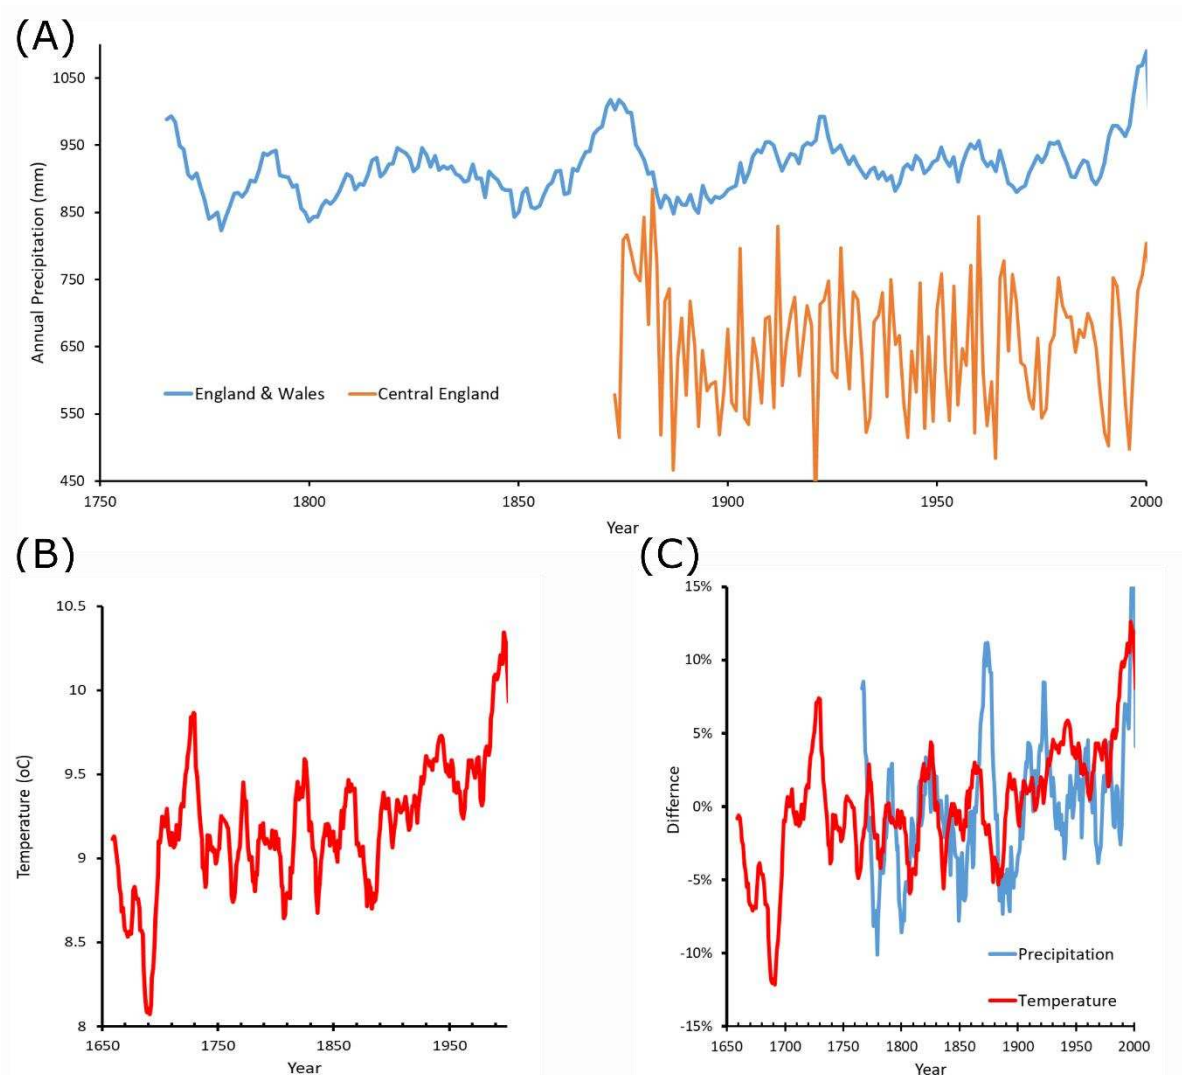 (A)
1050
950
850
750
650
550
450
Annual Precipitation (mm)
England & Wales
Central England
1750
1800
1850
1900
1950
2000
Year
(B)
10.5
10
9.5
9
8.5
8
Temperature (oC)
1650
1750
1850
1950
Year
(C)
15%
10%
5%
0%
-5%
-10%
-15%
Differnce
Precipitation
Temperature
1650
1700
1750
1800
1850
1900
1950
2000
Year